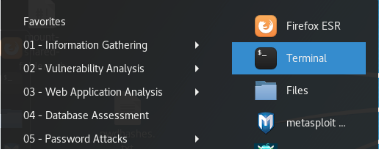 Favorites
01 - Information Gathering
02 - Vulnerability Analysis
03 - Web Application Analysis
04 - Database Assessment
05 - Password Attacks
Firefox ESR
Terminal
Files
metasploit ...